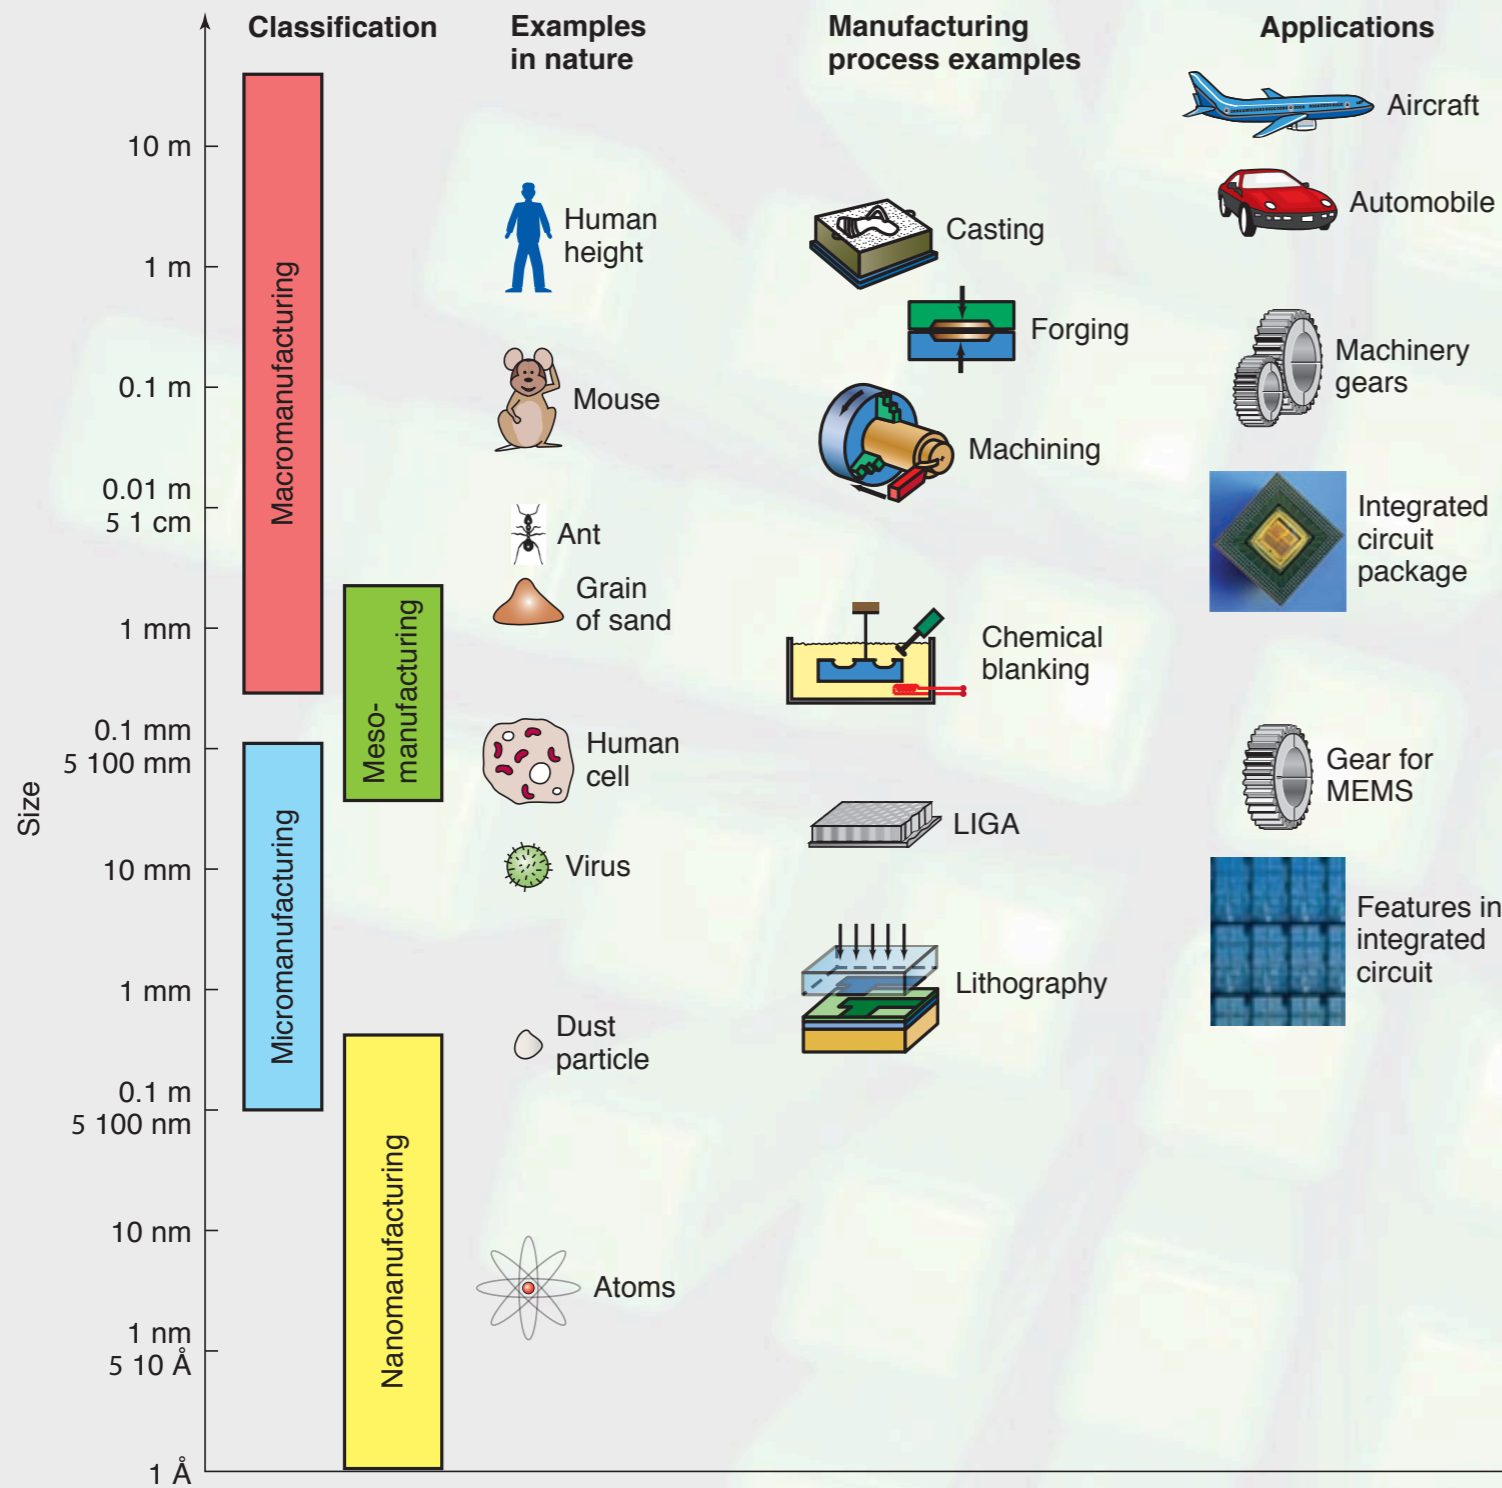 Classification
Examples
in nature
Manufacturing
process examples
Applications
Size
10 m
1 m
0.1 m
0.01 m
5 1 cm
1 mm
0.1 mm
5 100 mm
10 mm
1 mm
0.1 m
5 100 nm
10 nm
1 nm
5 10 Å
1 Å
Macromanufacturing
Meso-
manufacturing
Micromanufacturing
Nanomanufacturing
Human
height
Mouse
Ant
Grain
of sand
Human
cell
Virus
Dust
particle
Atoms
Casting
Forging
Machining
Chemical
blanking
LIGA
Lithography
Aircraft
Automobile
Machinery
gears
Integrated
circuit
package
Gear for
MEMS
Features in
integrated
circuit